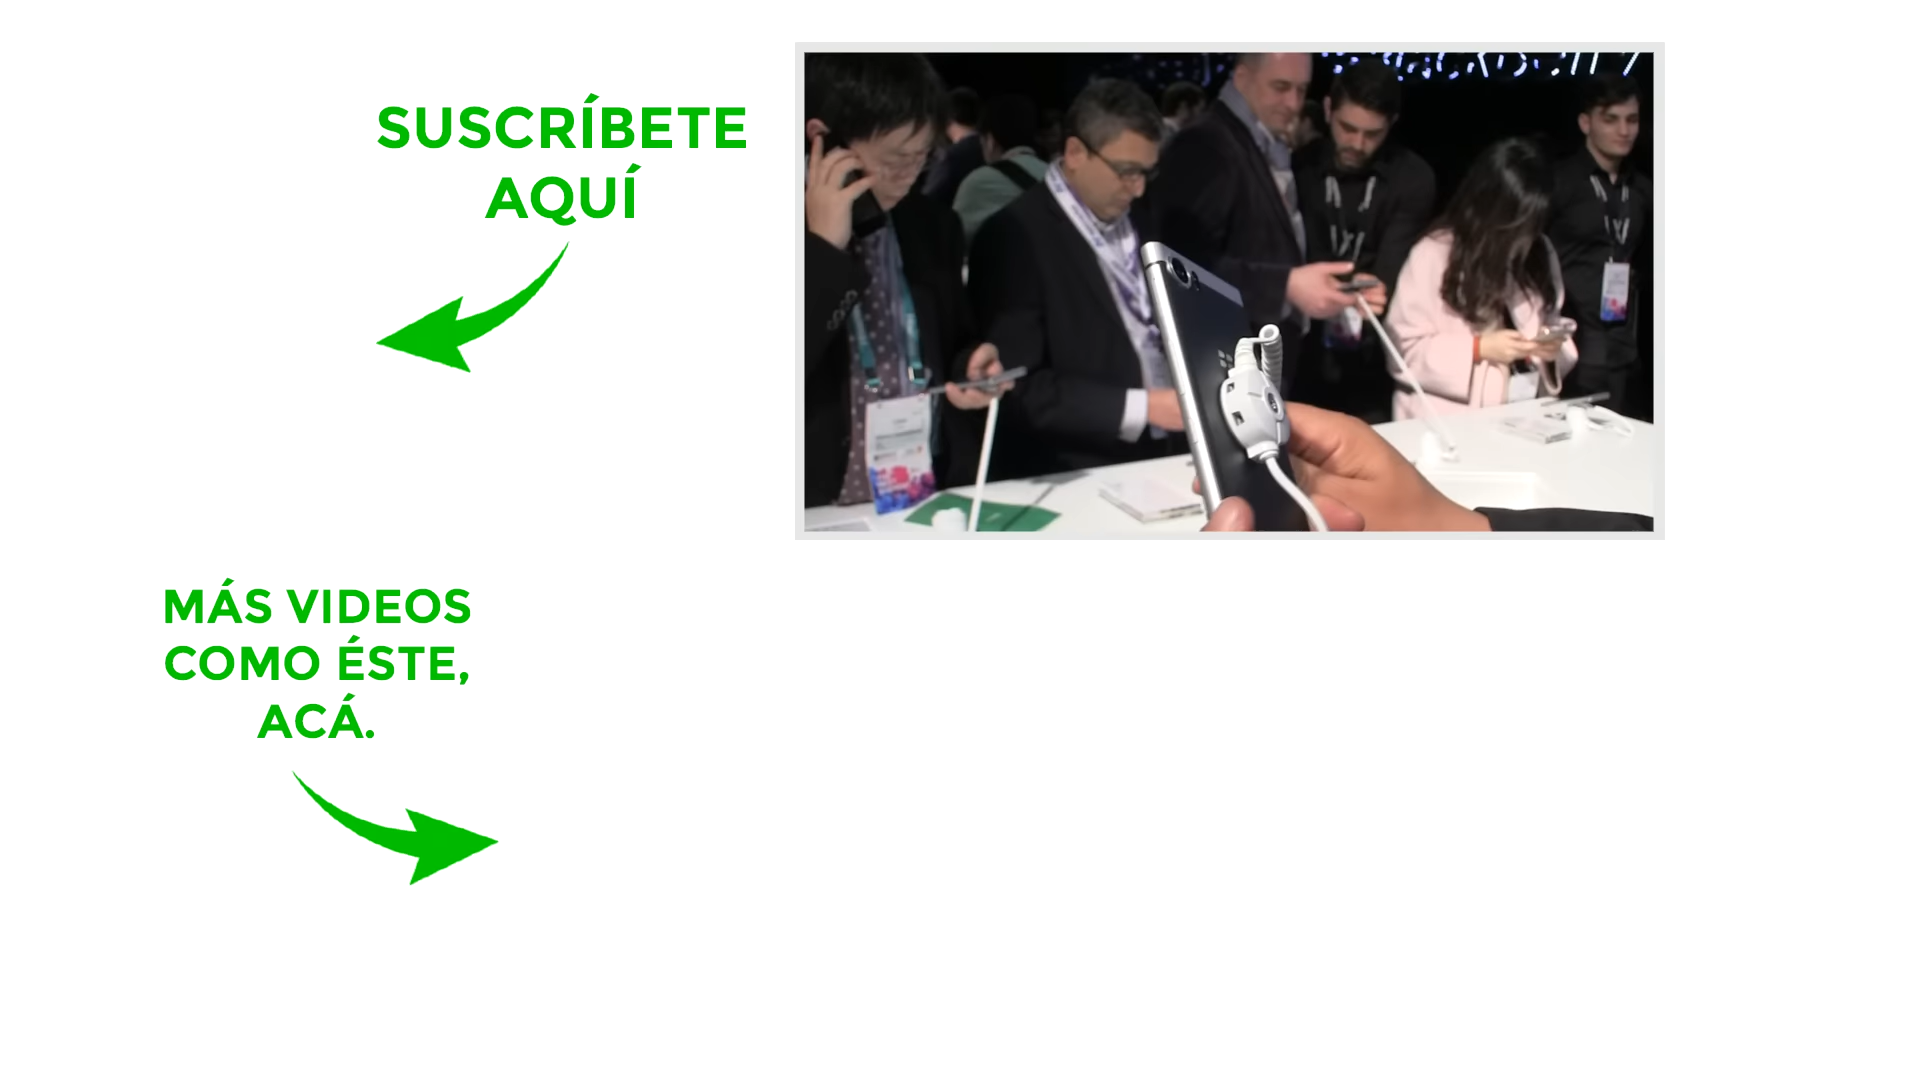 SUSCRÍBETE
AQUÍ
MÁS VIDEOS
COMO ÉSTE,
ACÁ.